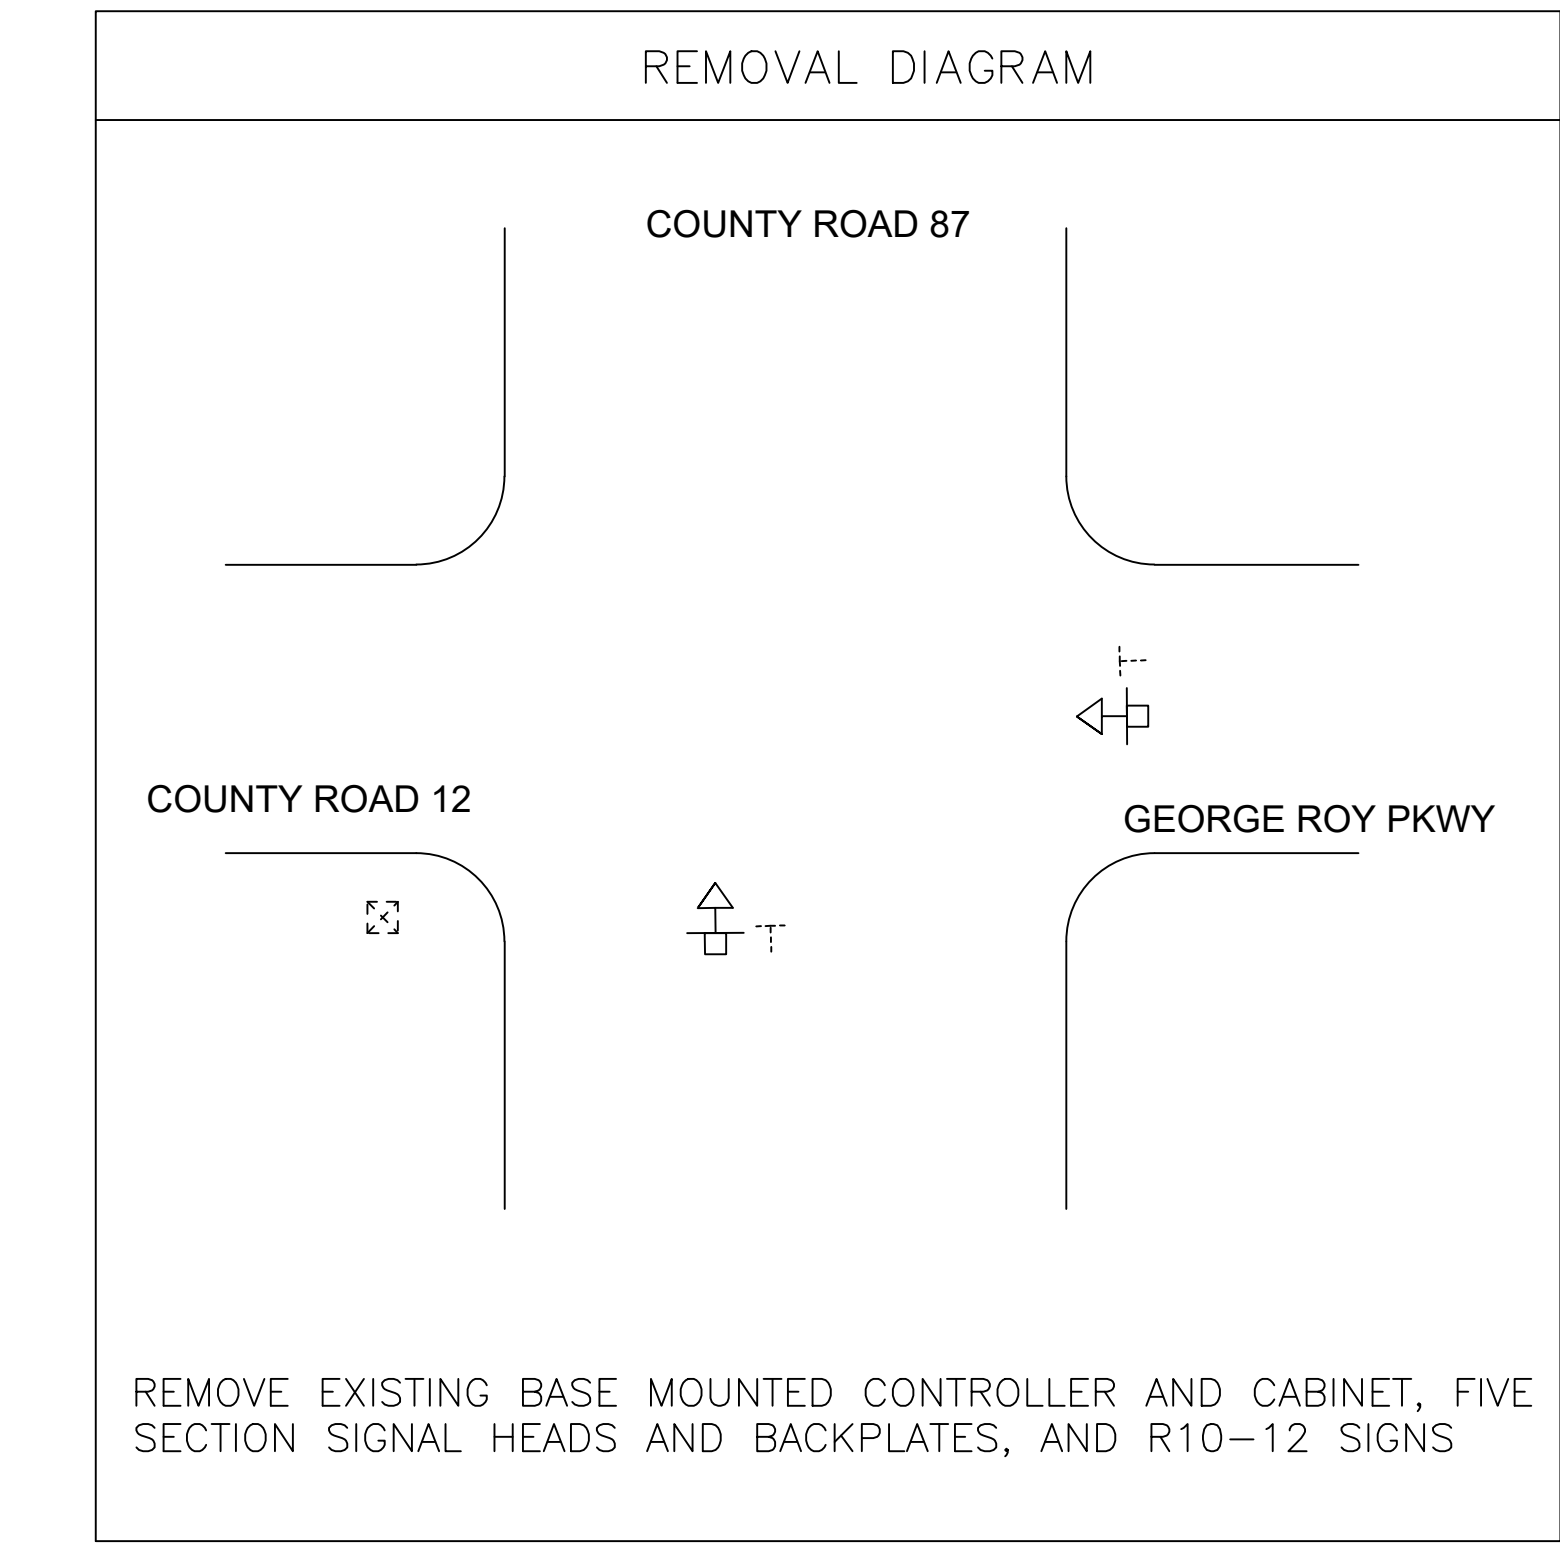 REMOVAL DIAGRAM
COUNTY ROAD 87
COUNTY ROAD 12
GEORGE ROY PKWY
REMOVE EXISTING BASE MOUNTED CONTROLLER AND CABINET, FIVE
SECTION SIGNAL HEADS AND BACKPLATES, AND R10-12 SIGNS